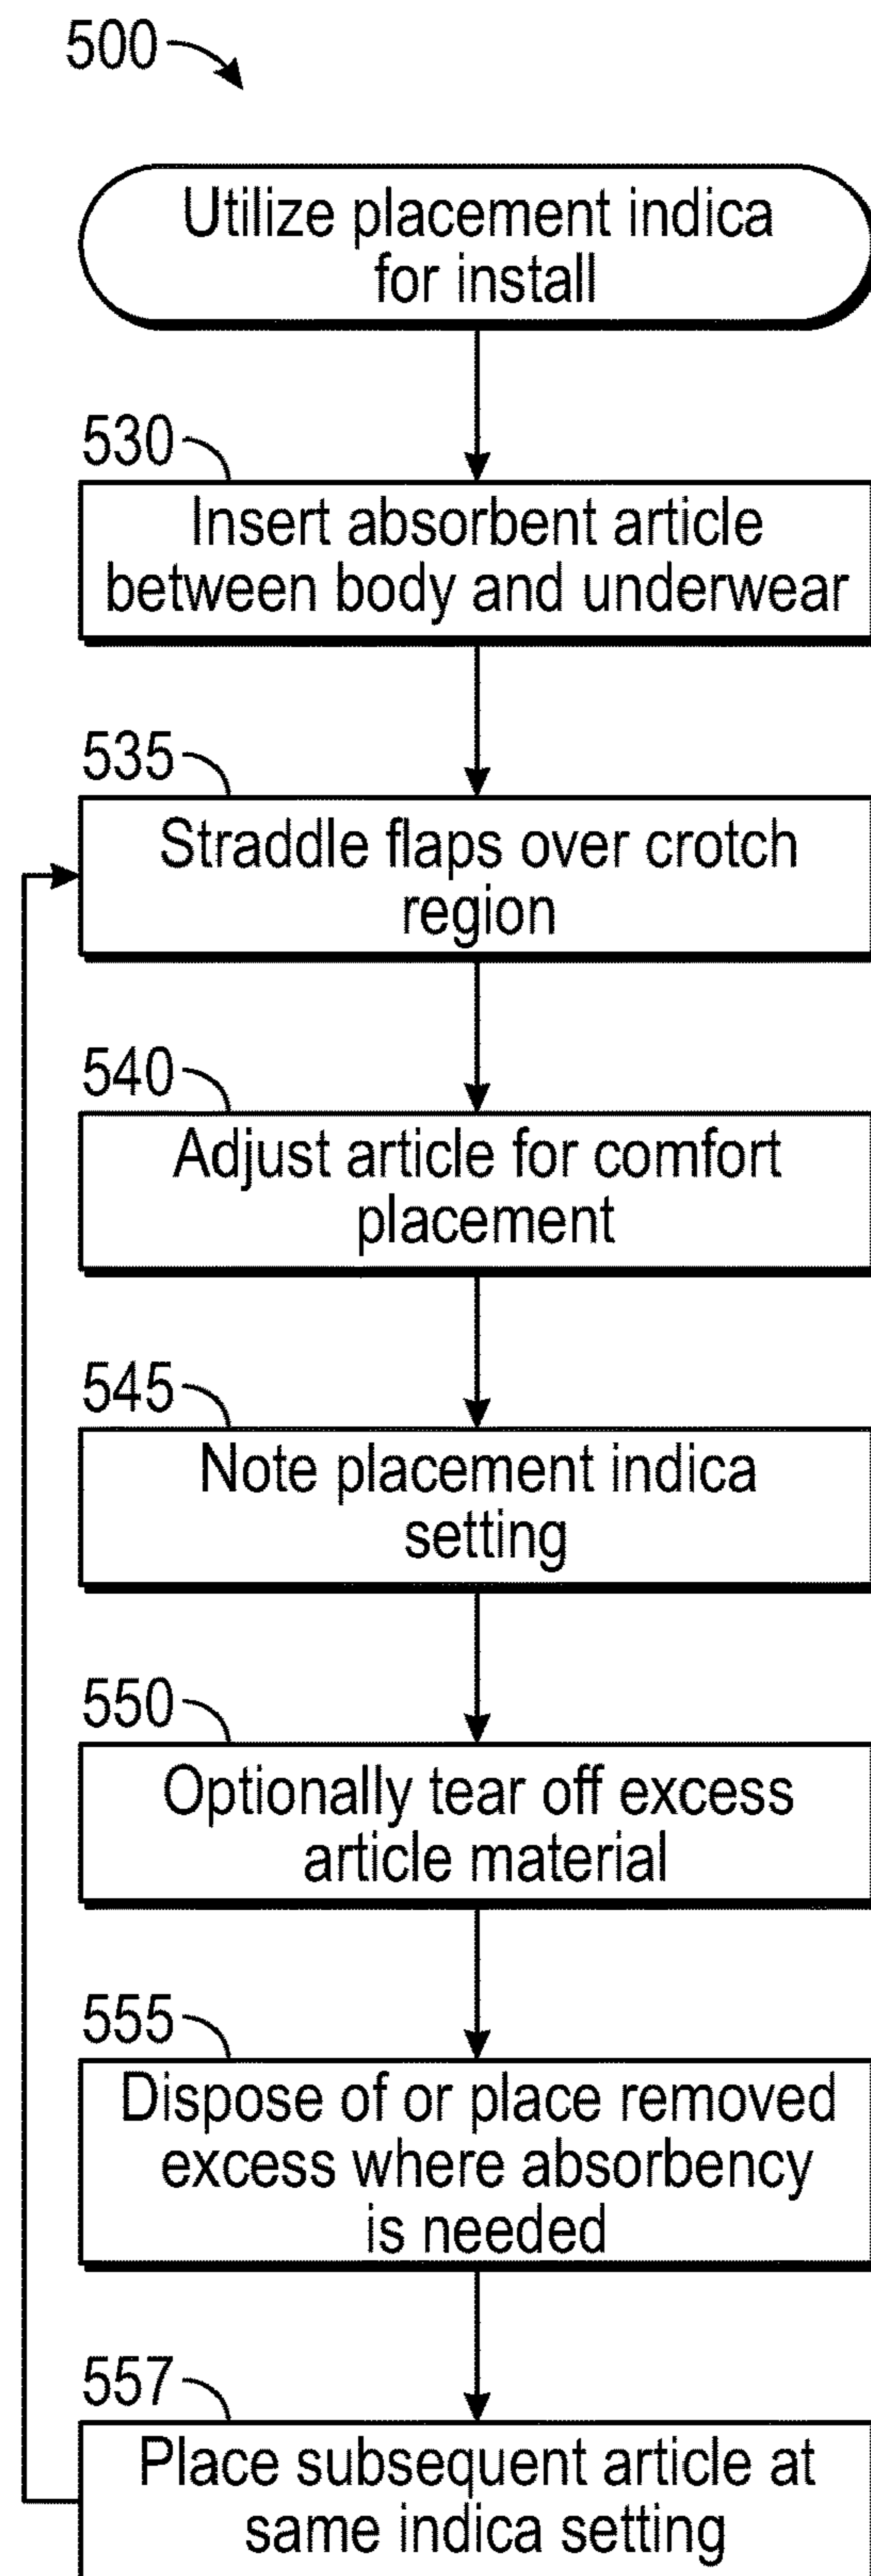 500
Utilize placement indica
for install
530
Insert absorbent article
between body and underwear
535
Straddle flaps over crotch
region
540
Adjust article for comfort
placement
545
Note placement indica
setting
550
Optionally tear off excess
article material
555
Dispose of or place removed
excess where absorbency
is needed
557
Place subsequent article at
same indica setting